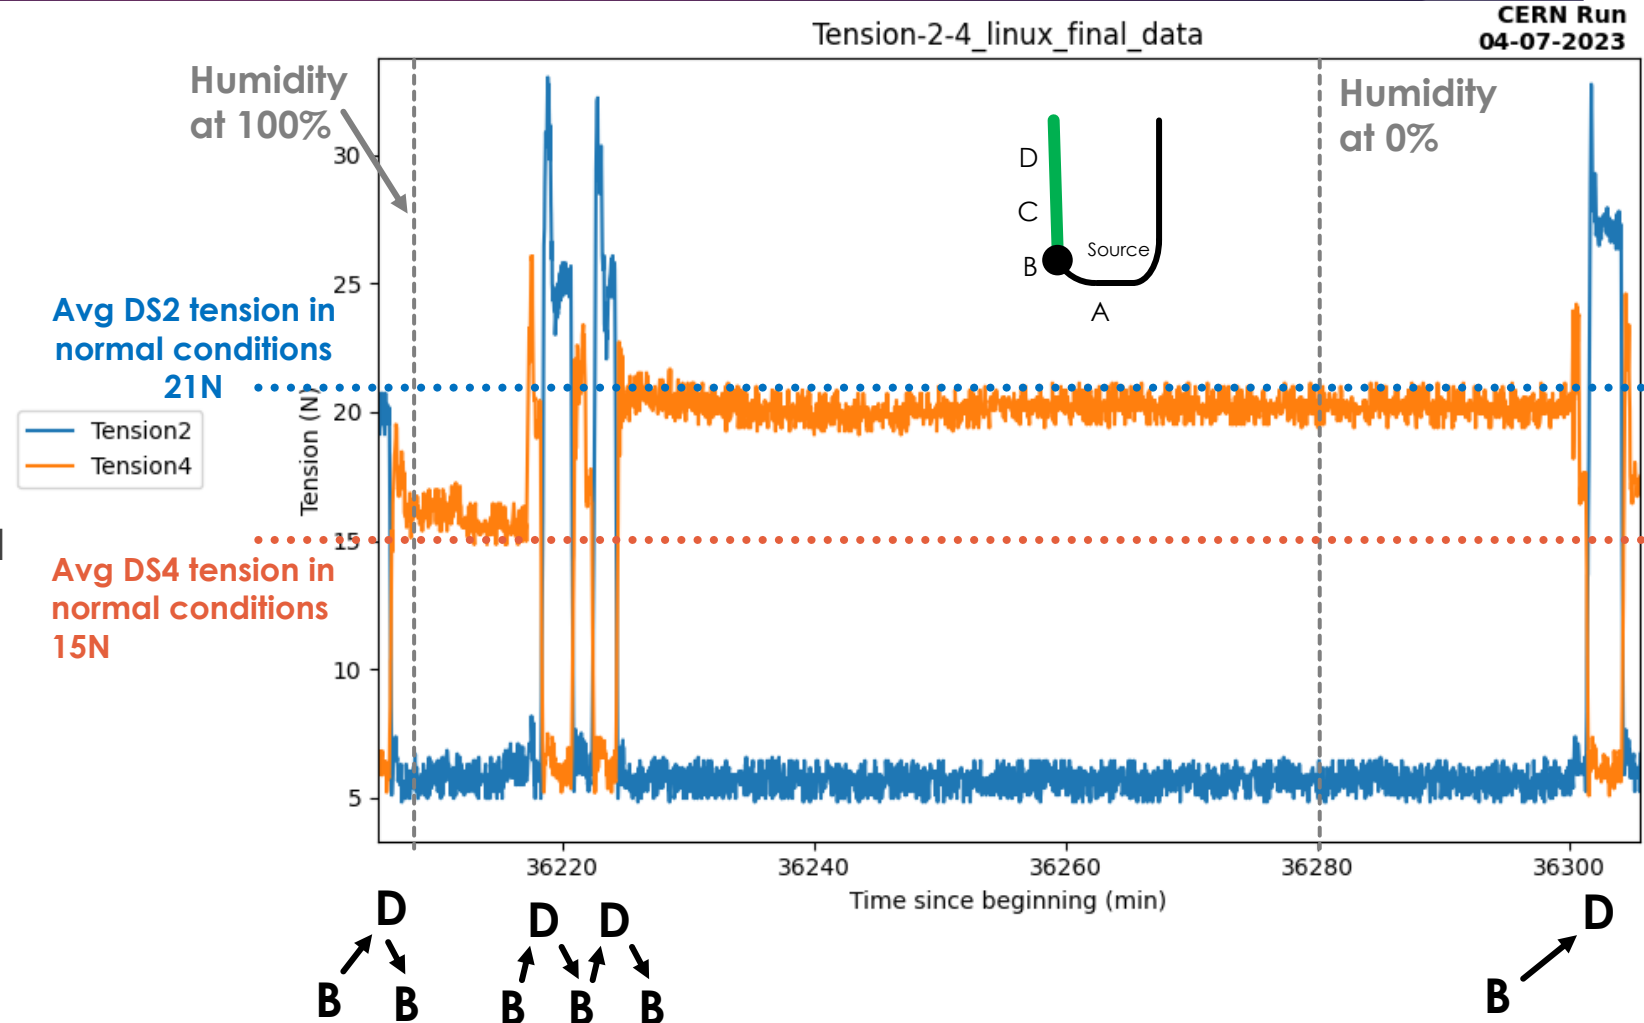 CERN Run
04-07-2023
Tension-2-4_linux_final_data
Humidity
at 100%
Humidity
at 0%
D
C
B
Source
A
Avg DS2 tension in
normal conditions
21N
Tension2
Tension4
Avg DS4 tension in
normal conditions
15N
Tension (N)
30
25
20
15
10
5
36220
36240
36260
36280
36300
Time since beginning (min)
D
D
D
D
B
B
B
B
B
B